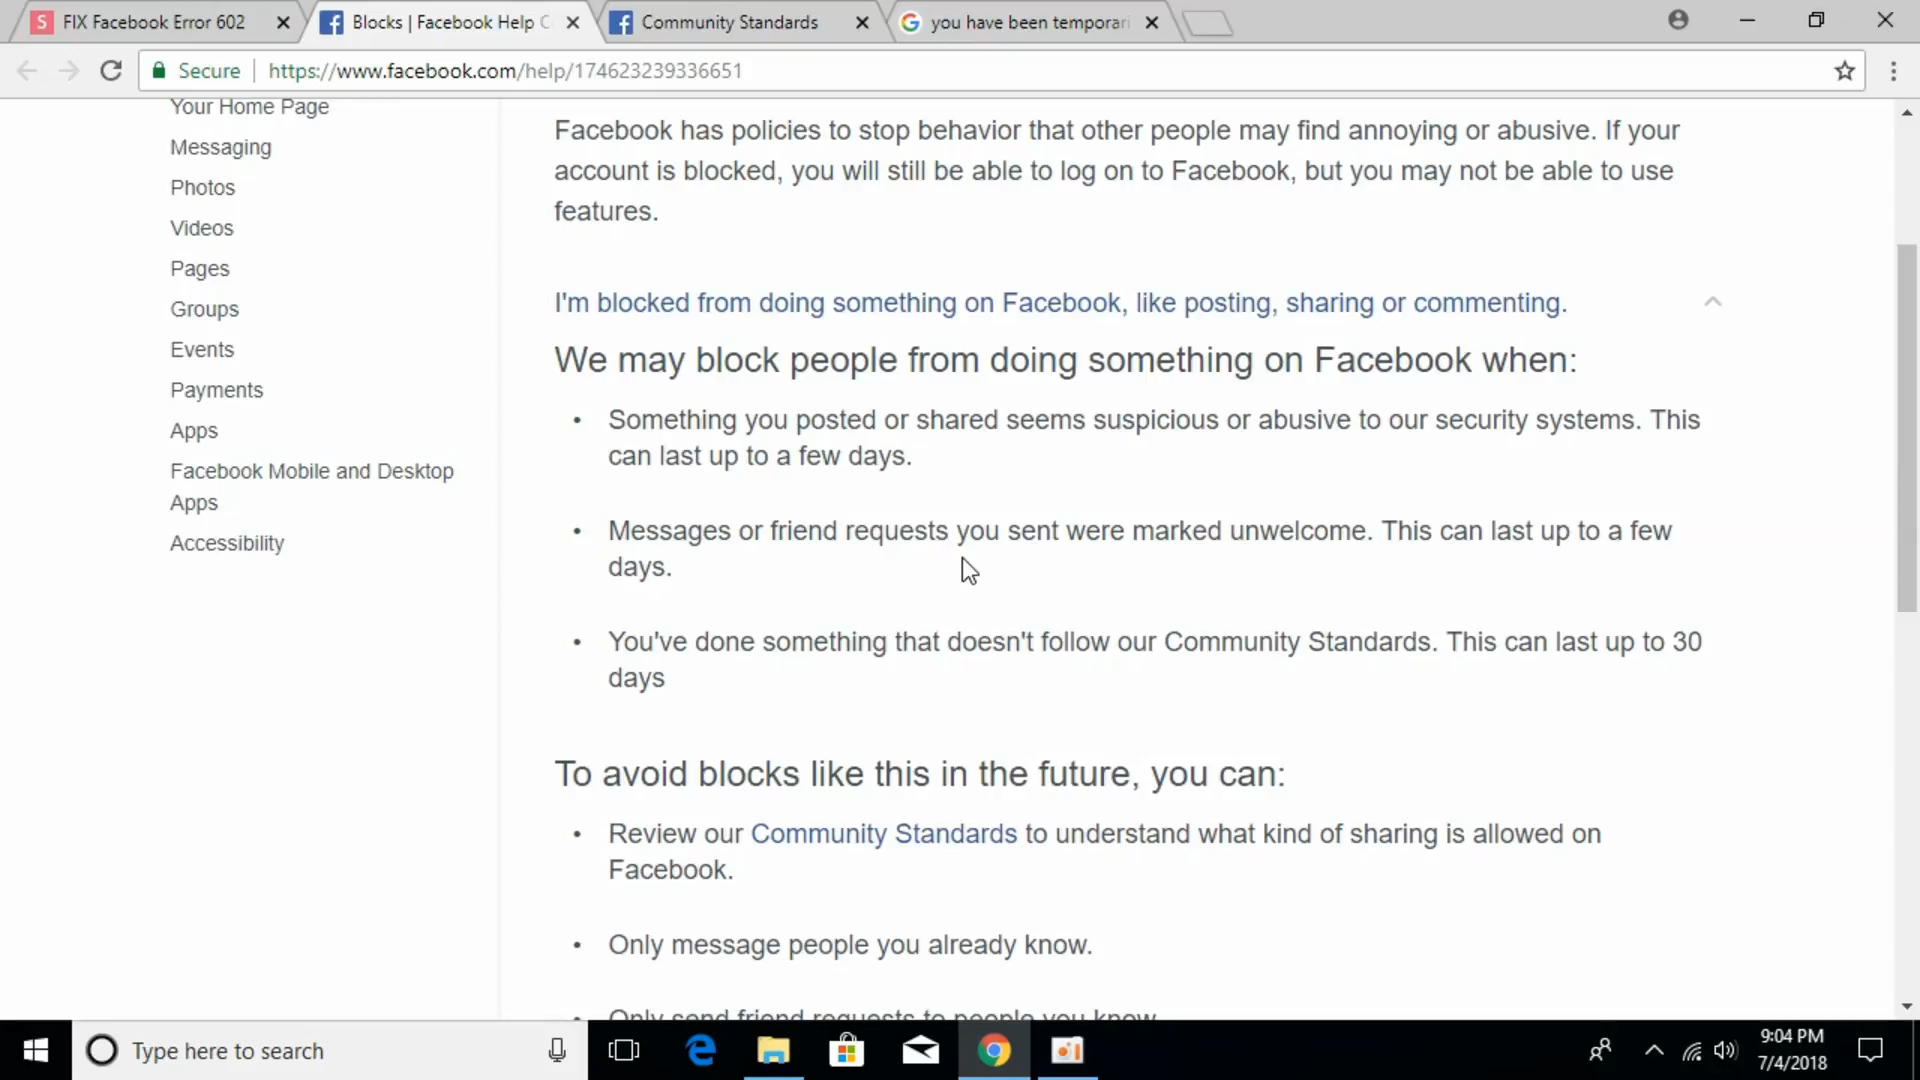 FIX Facebook Error 602
Blocks | Facebook Help C
Community Standards
you have been temporari
Secure
https://www.facebook.com/help/174623239336651
Your Home Page
Messaging
Photos
Videos
Pages
Groups
Events
Payments
Apps
Facebook Mobile and Desktop
Apps
Accessibility
Facebook has policies to stop behavior that other people may find annoying or abusive. If your
account is blocked, you will still be able to log on to Facebook, but you may not be able to use
features.
I'm blocked from doing something on Facebook, like posting, sharing or commenting.
We may block people from doing something on Facebook when:
• Something you posted or shared seems suspicious or abusive to our security systems. This
can last up to a few days.
• Messages or friend requests you sent were marked unwelcome. This can last up to a few
days.
• You've done something that doesn't follow our Community Standards. This can last up to 30
days
To avoid blocks like this in the future, you can:
• Review our Community Standards to understand what kind of sharing is allowed on
Facebook.
• Only message people you already know.
• Only send friend requests to people you know
Type here to search
9:04 PM
7/4/2018